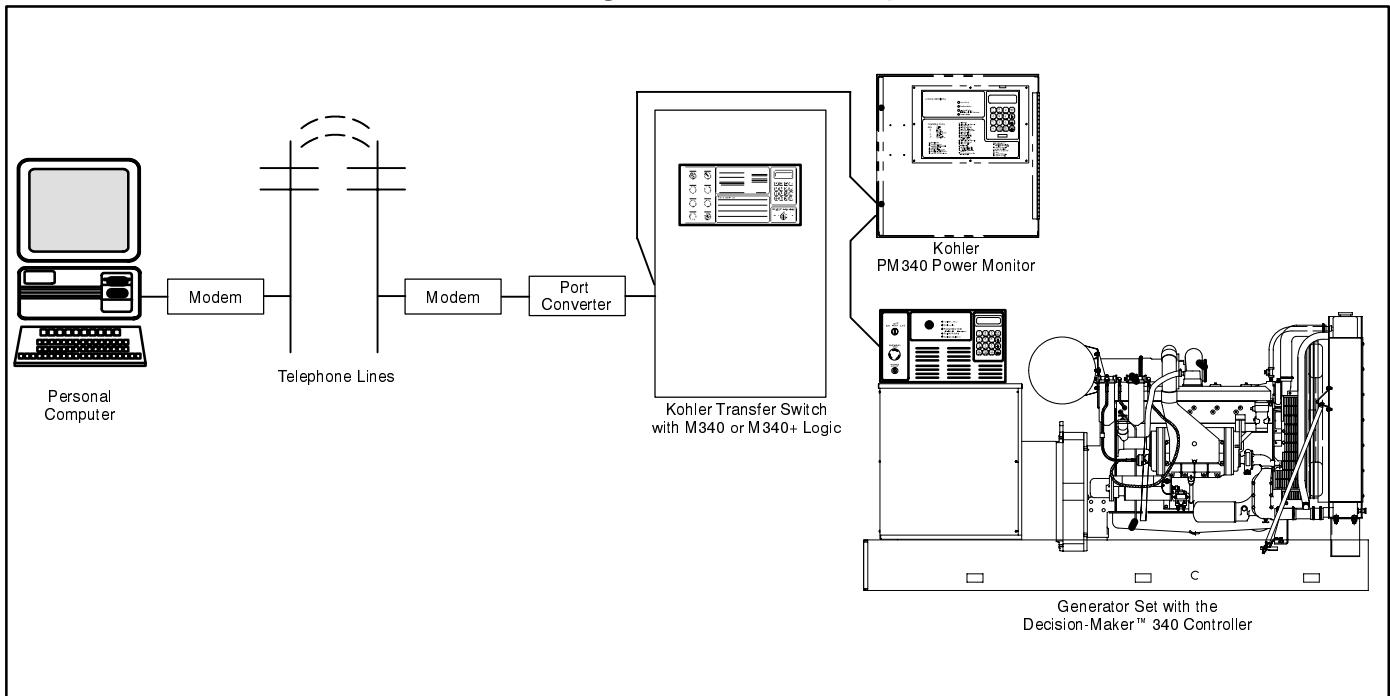 Modem
Modem
Port
Converter
Telephone Lines
Personal
Computer
Kohler
PM340 Power Monitor
Kohler Transfer Switch
with M340 or M340+ Logic
C
Generator Set with the
Decision-Maker™ 340 Controller